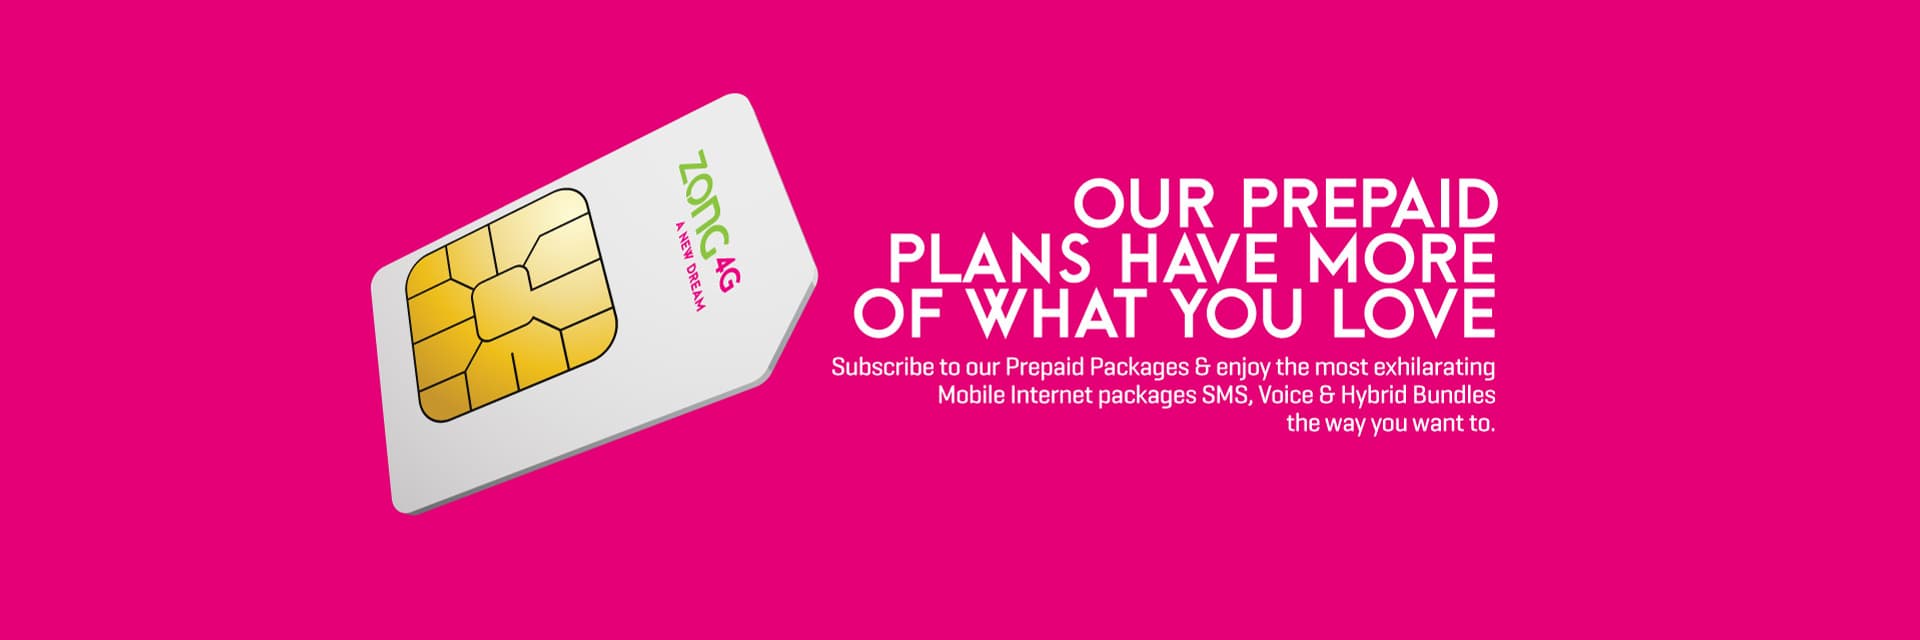 zong 4G
A NEW DREAM
OUR PREPAID
PLANS HAVE MORE
OF WHAT YOU LOVE
Subscribe to our Prepaid Packages & enjoy the most exhilarating
Mobile Internet packages SMS, Voice & Hybrid Bundles
the way you want to.